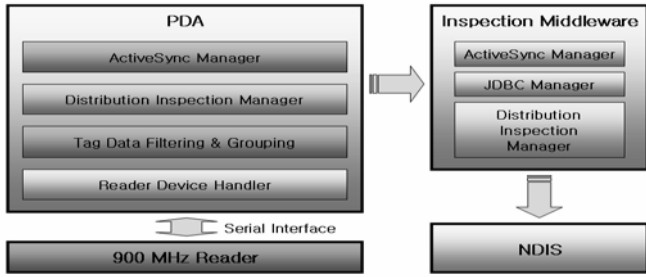 PDA
ActiveSync Manager
Distribution Inspection Manager
Tag Data Filtering & Grouping
Reader Device Handler
Serial Interface
900 MHz Reader
Inspection Middleware
ActiveSync Manager
JDBC Manager
Distribution
Inspection
Manager
NDIS